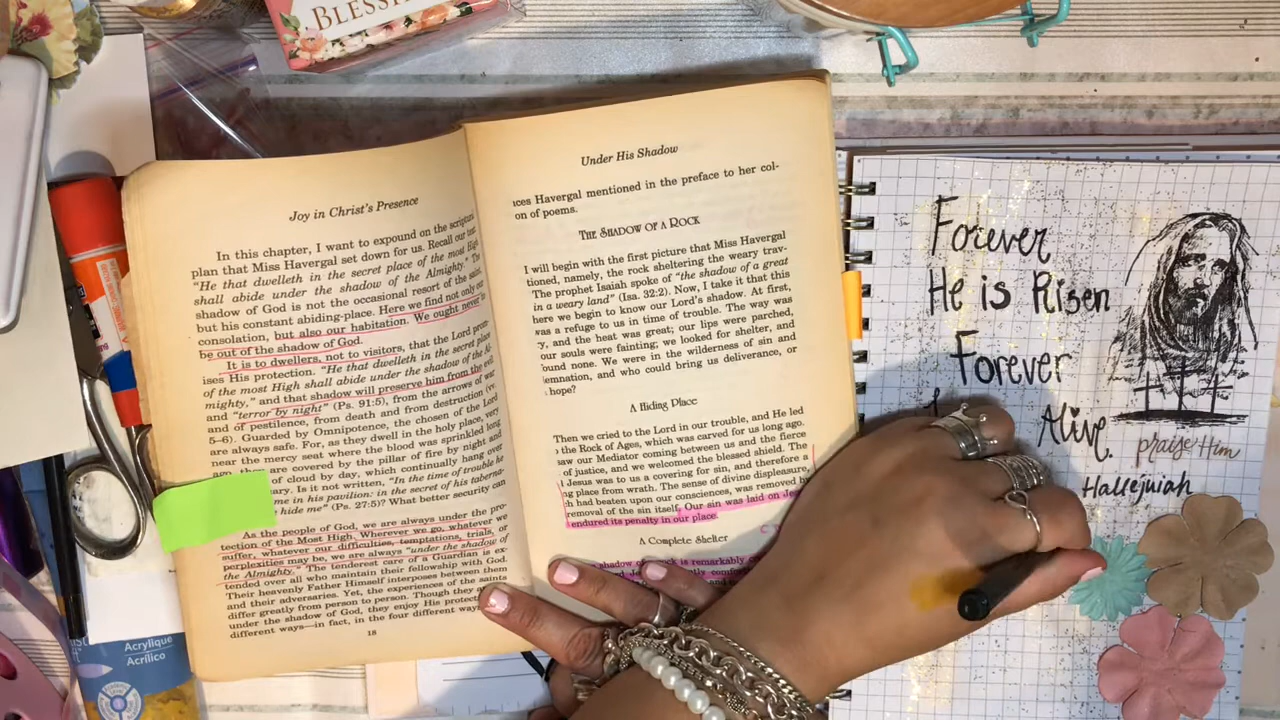 BLESSI
Joy in Christ's Presence
In this chapter, I want to expound on the scriptural
plan that Miss Havergal set down for us. Recall our text,
"He that dwelleth in the secret place of the most High
shall abide under the shadow of the Almighty." The
shadow of God is not the occasional resort of the saint,
but his constant abiding-place. Here we find not only our
consolation, but also our habitation. We ought never to
be out of the shadow of God.
It is to dwellers, not to visitors, that the Lord prom-
ises His protection. "He that dwelleth in the secret place
of the most High shall abide under the shadow of the Al-
mighty," and that shadow will preserve him from the evil
and "terror by night" (Ps. 91:5), from the arrows of war
and of pestilence, from death and from destruction (vv.
5–6). Guarded by Omnipotence, the chosen of the Lord
are always safe. For, as they dwell in the holy place, very
near the mercy seat where the blood was sprinkled long
ago, they are covered by the pillar of fire by night and
of cloud by day, which continually hang over
ary. Is it not written, "In the time of trouble he
me in his pavilion: in the secret of his taberna-
hide me" (Ps. 27:5)? What better security can
As the people of God, we are always under the pro-
tection of the Most High. Wherever we go, whatever we
suffer, whatever our difficulties, temptations, trials, or
perplexities may be, we are always "under the shadow of
the Almighty." The tenderest care of a Guardian is ex-
tended over all who maintain their fellowship with God.
Their heavenly Father Himself interposes between them
and their adversaries. Yet, the experiences of the saints
differ greatly from person to person. Though they a
under the shadow of God, they enjoy His protect
different ways—in fact, in the four different way
18
Under His Shadow
ices Havergal mentioned in the preface to her col-
on of poems.
THE SHADOW OF A ROCK
I will begin with the first picture that Miss Havergal
tioned, namely, the rock sheltering the weary trav-
The prophet Isaiah spoke of "the shadow of a great
in a weary land" (Isa. 32:2). Now, I take it that this
here we begin to know our Lord's shadow. At first,
was a refuge to us in time of trouble. The way was
y, and the heat was great; our lips were parched,
our souls were fainting; we looked for shelter, and
ound none. We were in the wilderness of sin and
emnation, and who could bring us deliverance, or
hope?
A Hiding Place
Then we cried to the Lord in our trouble, and He led
the Rock of Ages, which was carved for us long ago.
saw our Mediator coming between us and the fierce
of justice, and we welcomed the blessed shield. The
Jesus was to us a covering for sin, and therefore a
ng place from wrath. The sense of divine displeasure,
h had beaten upon our consciences, was removed by
removal of the sin itself. Our sin was laid on Jes
endured its penalty in our place.
A Complete Shelter
shadow of a rock is remarkably c
Acrylique
Acrílico
Forever
He is Risen
Forever
Alive.
praise Him
Hallejuiah